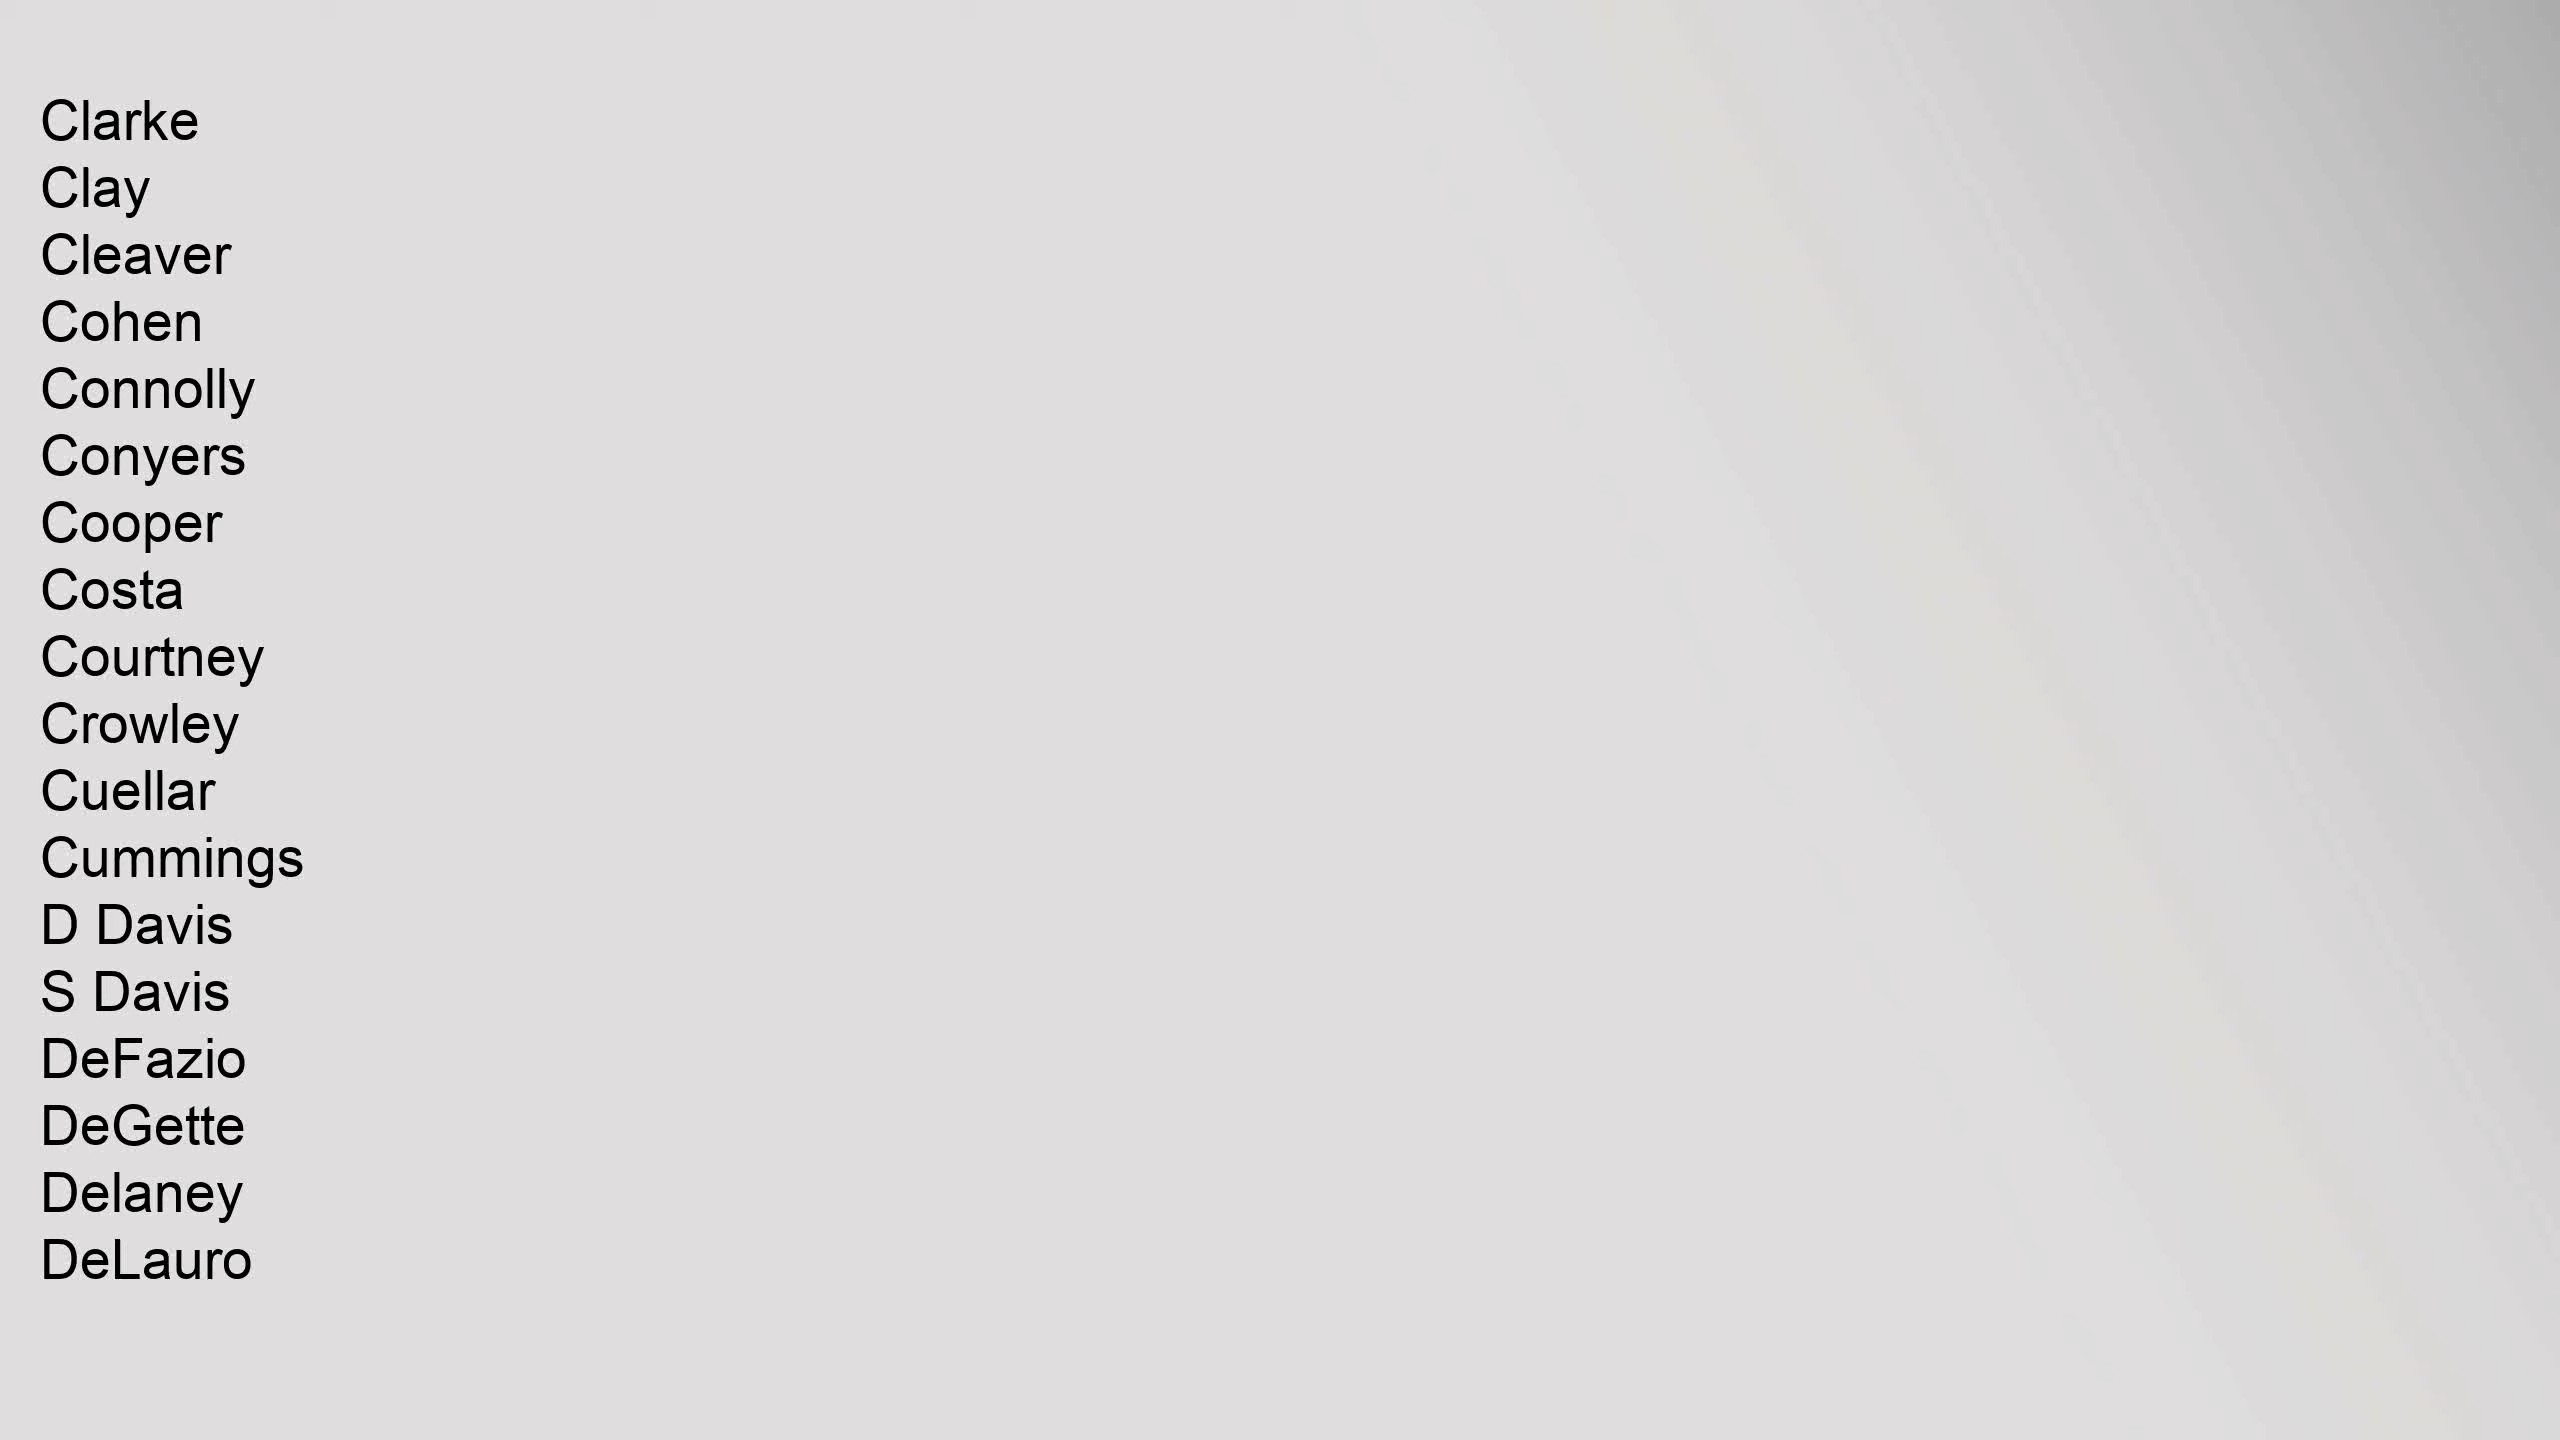 Clarke
Clay
Cleaver
Cohen
Connolly
Conyers
Cooper
Costa
Courtney
Crowley
Cuellar
Cummings
D Davis
S Davis
DeFazio
DeGette
Delaney
DeLauro